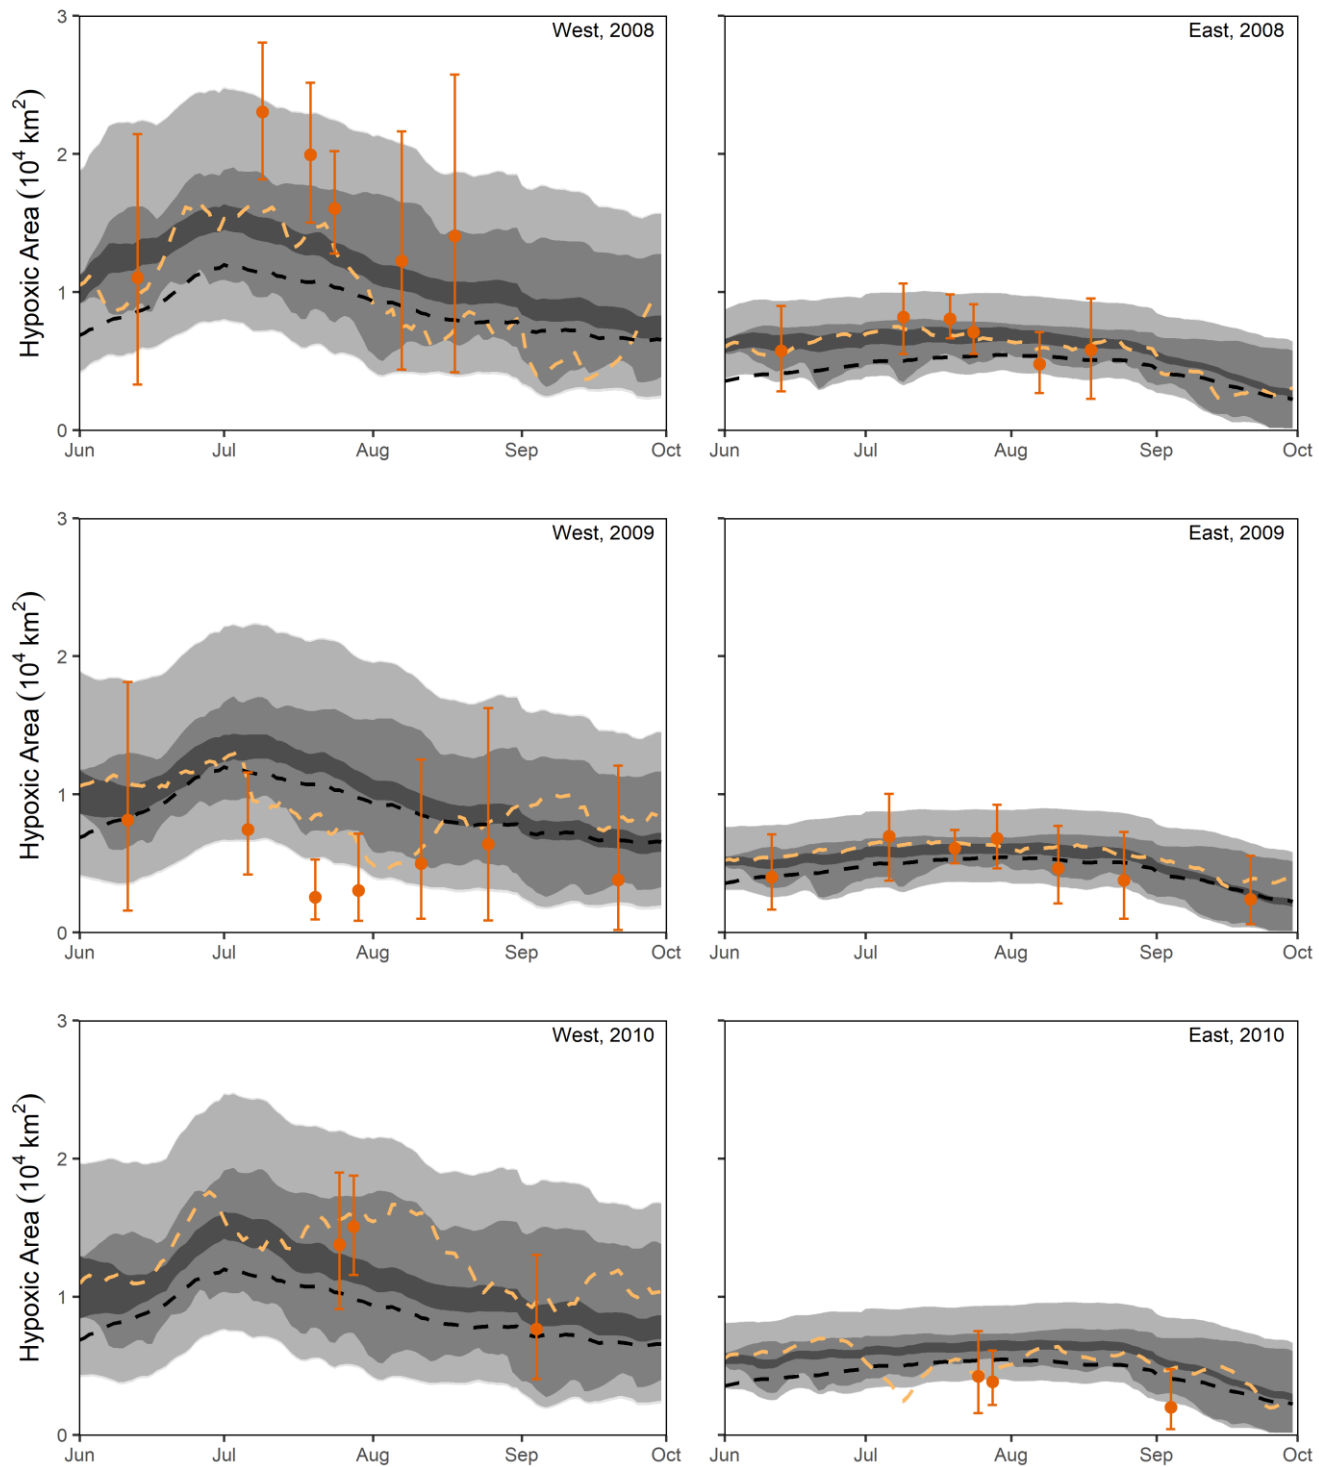 West, 2008
East, 2008
Hypoxic Area (10⁴ km²)
3
2
1
0
Jun Jul Aug Sep Oct
Jun Jul Aug Sep Oct
West, 2009
East, 2009
Hypoxic Area (10⁴ km²)
3
2
1
0
Jun Jul Aug Sep Oct
Jun Jul Aug Sep Oct
West, 2010
East, 2010
Hypoxic Area (10⁴ km²)
3
2
1
0
Jun Jul Aug Sep Oct
Jun Jul Aug Sep Oct